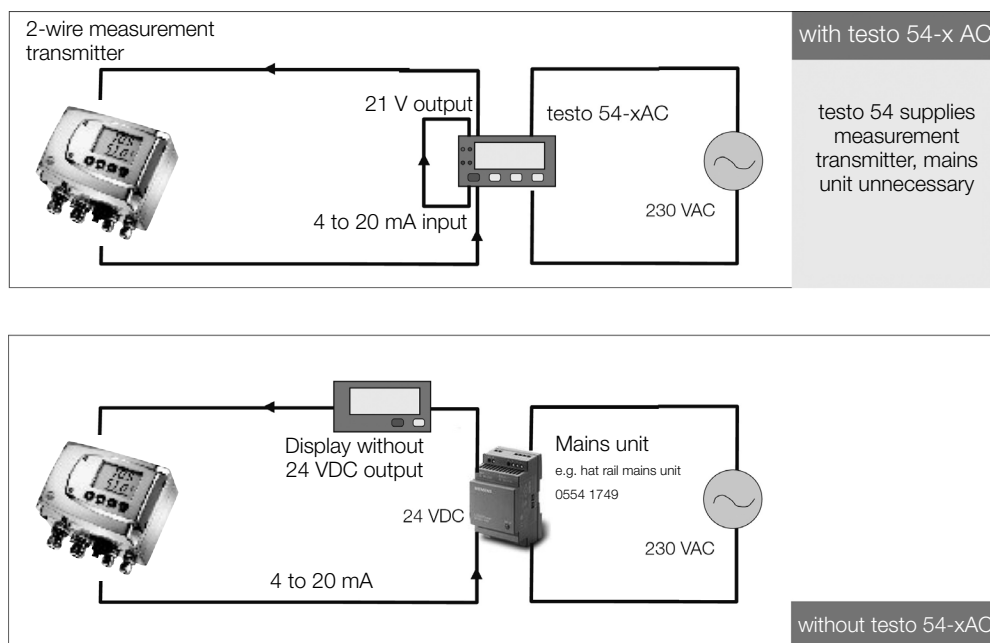 2-wire measurement
transmitter
with testo 54-x AC
21 V output
testo 54-xAC
testo 54 supplies
measurement
transmitter, mains
unit unnecessary
4 to 20 mA input
230 VAC
Display without
24 VDC output
Mains unit
e.g. hat rail mains unit
0554 1749
24 VDC
230 VAC
4 to 20 mA
without testo 54-xAC